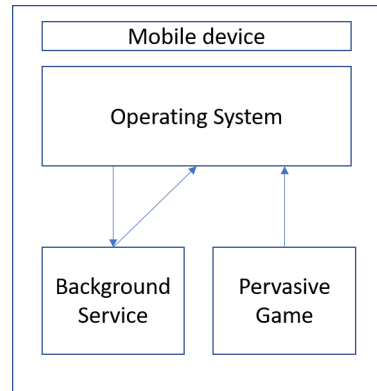 Mobile device
Operating System
Background
Service
Pervasive
Game